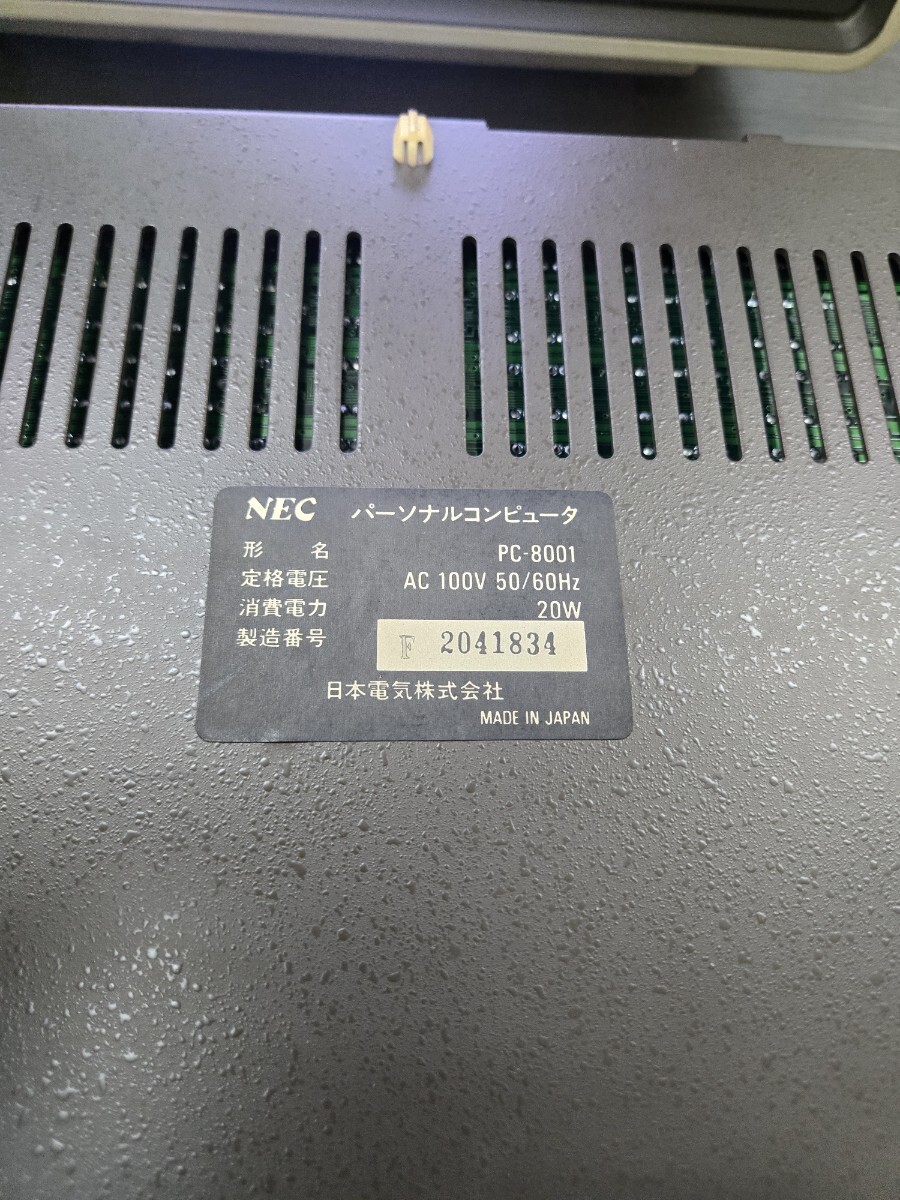 NEC パーソナルコンピュータ
形 名 PC-8001
定格電圧 AC 100V 50/60Hz
消費電力 20W
製造番号 F 2041834
日本電気株式会社
MADE IN JAPAN